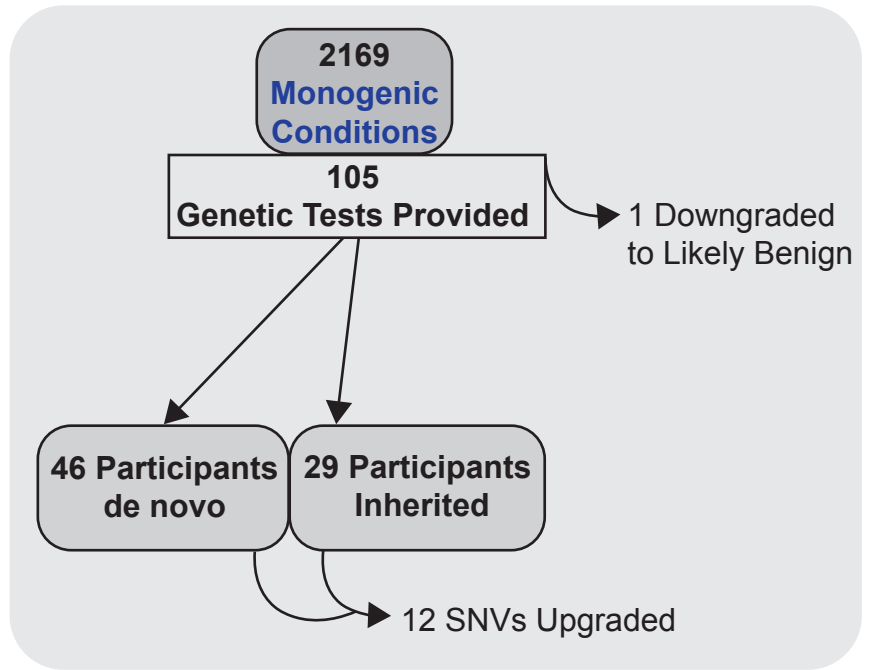 2169
Monogenic
Conditions
105
Genetic Tests Provided
1 Downgraded
to Likely Benign
46 Participants
de novo
29 Participants
Inherited
12 SNVs Upgraded